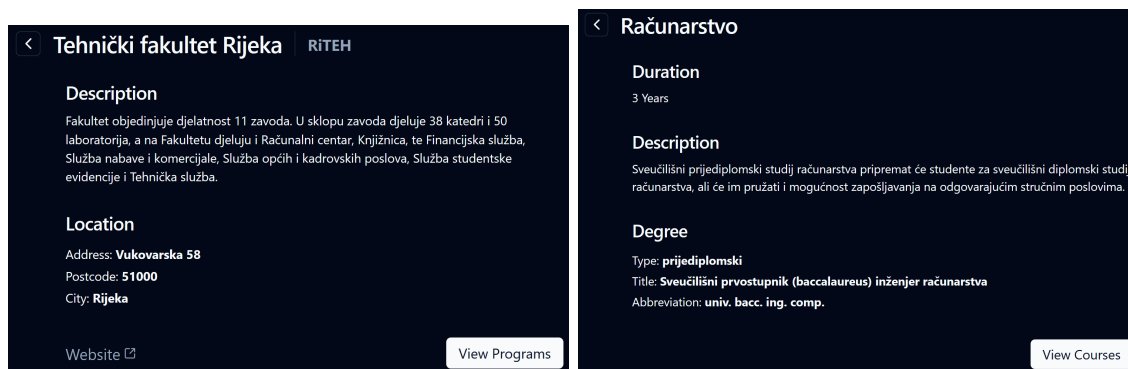 Tehnički fakultet Rijeka RiTEH
Description
Fakultet objedinjuje djelatnost 11 zavoda. U sklopu zavoda djeluje 38 katedri i 50
laboratorija, a na Fakultetu djeluju i Računalni centar, Knjižnica, te Financijska služba,
Služba nabave i komercijale, Služba općih i kadrovskih poslova, Služba studentske
evidencije i Tehnička služba.
Location
Address: Vukovarska 58
Postcode: 51000
City: Rijeka
Website
View Programs
Računarstvo
Duration
3 Years
Description
Sveučilišni prijediplomski studij računarstva pripremat će studente za sveučilišni diplomski studij
računarstva, ali će im pružati i mogućnost zapošljavanja na odgovarajućim stručnim poslovima.
Degree
Type: prijediplomski
Title: Sveučilišni prvostupnik (baccalaureus) inženjer računarstva
Abbreviation: univ. bacc. ing. comp.
View Courses